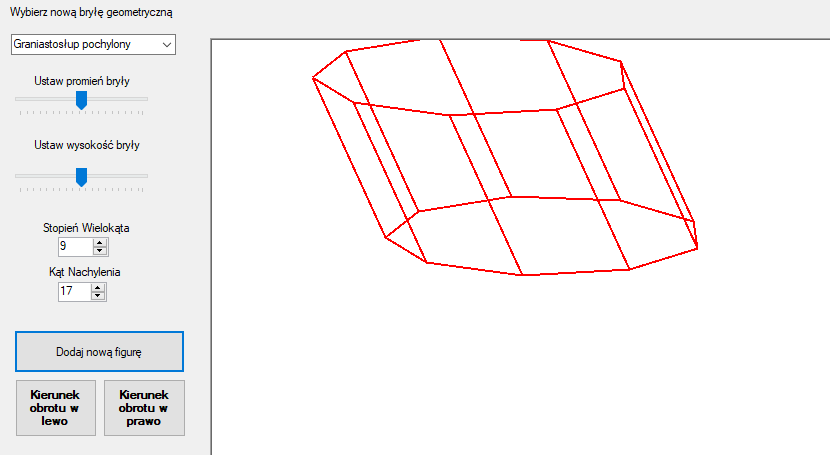 Wybierz nową bryłę geometryczną
Graniastosłup pochylony
Ustaw promień bryły
Ustaw wysokość bryły
Stopień Wielokąta
9
Kąt Nachylenia
17
Dodaj nową figurę
Kierunek
obrotu w
lewo
Kierunek
obrotu w
prawo